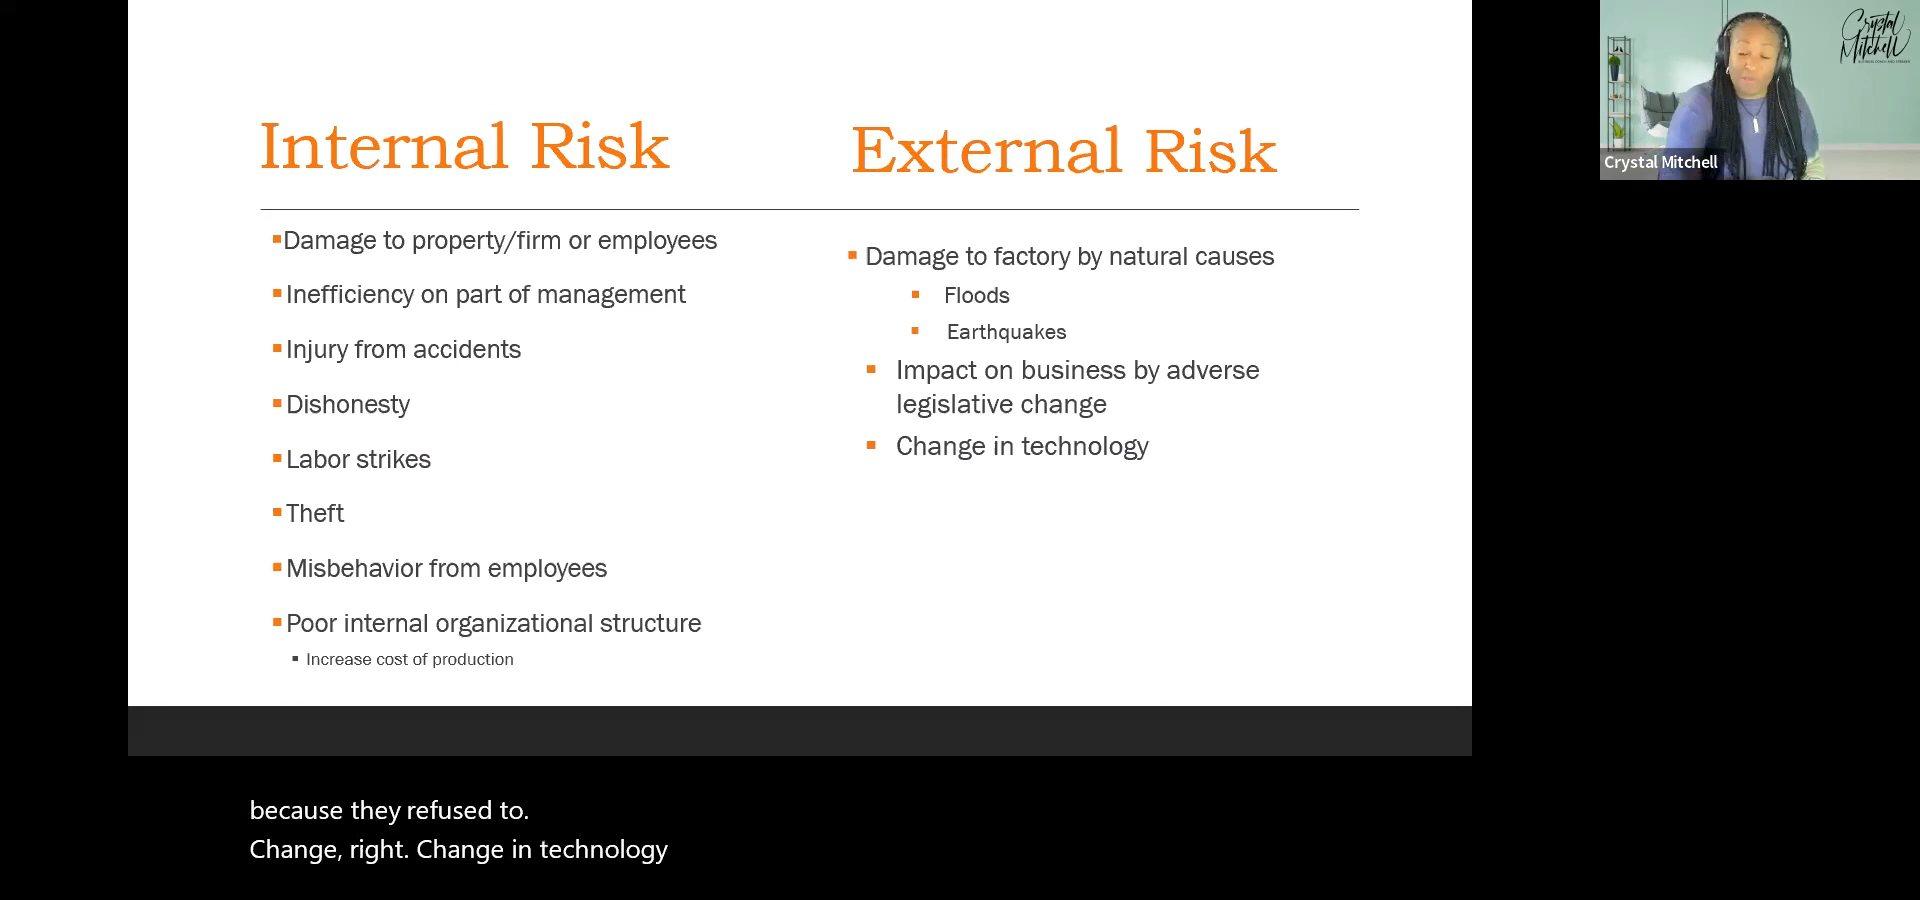 Internal Risk
Damage to property/firm or employees
Inefficiency on part of management
Injury from accidents
Dishonesty
Labor strikes
Theft
Misbehavior from employees
Poor internal organizational structure
Increase cost of production
External Risk
Damage to factory by natural causes
Floods
Earthquakes
Impact on business by adverse
legislative change
Change in technology
Crystal
Mitchell
Crystal Mitchell
because they refused to.
Change, right. Change in technology